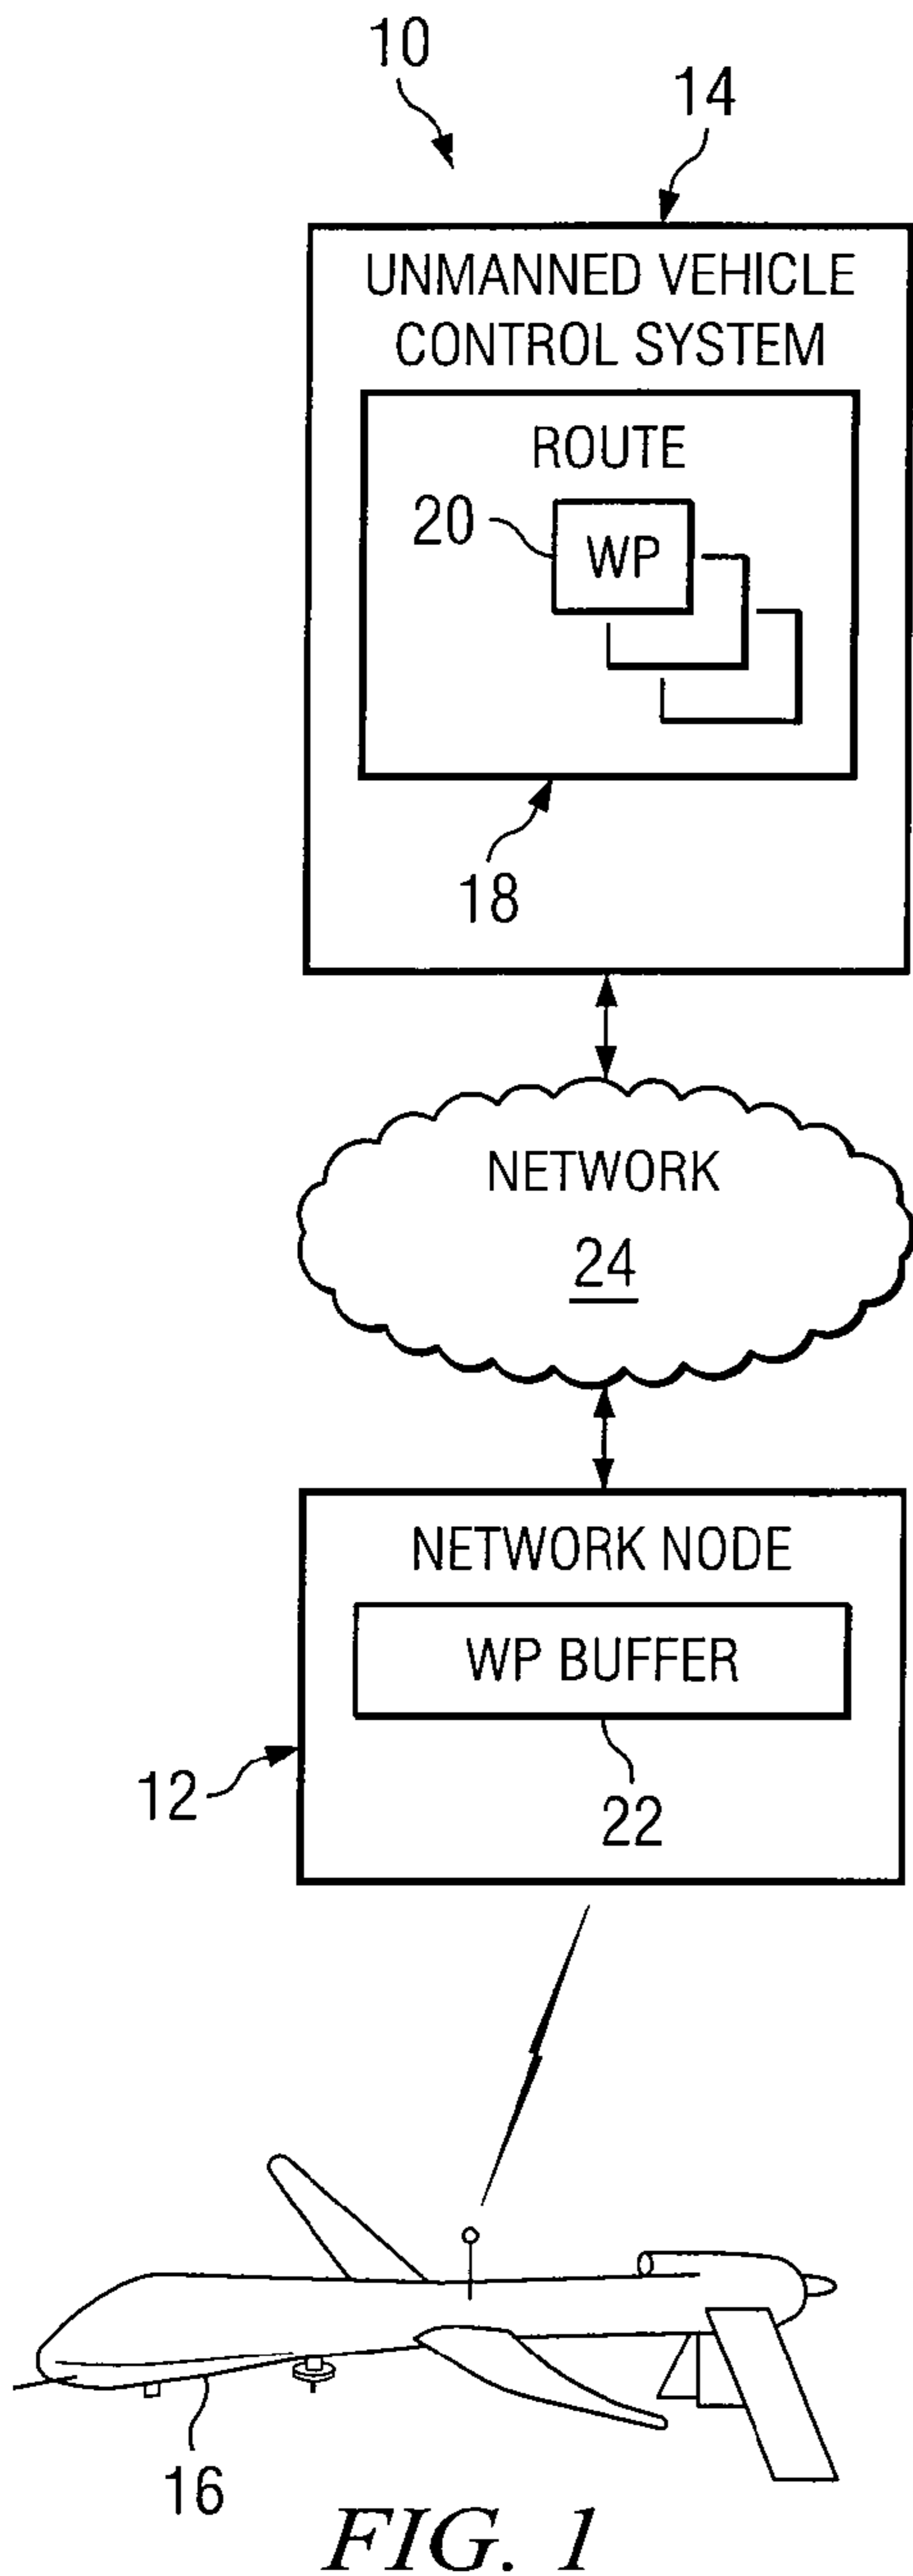 10
14
UNMANNED VEHICLE
CONTROL SYSTEM
ROUTE
20
WP
18
NETWORK
24
NETWORK NODE
WP BUFFER
12
22
16
FIG. 1